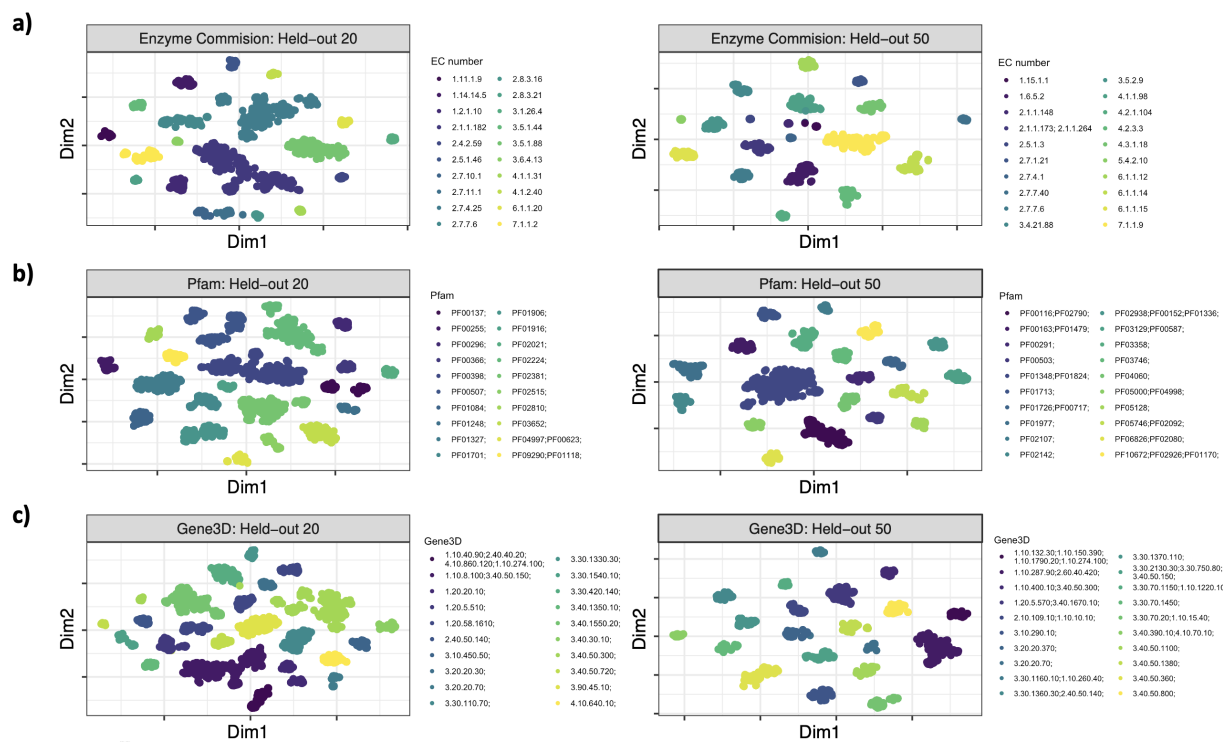 a)
Enzyme Commision: Held-out 20
Dim2
Dim1
EC number
1.11.1.9
1.14.14.5
1.2.1.10
2.1.1.182
2.4.2.59
2.5.1.46
2.7.10.1
2.7.11.1
2.7.4.25
2.7.7.6
2.8.3.16
2.8.3.21
3.1.26.4
3.5.1.44
3.5.1.88
3.6.4.13
4.1.1.31
4.1.2.40
6.1.1.20
7.1.1.2
Enzyme Commision: Held-out 50
Dim2
Dim1
EC number
1.15.1.1
1.6.5.2
2.1.1.148
2.1.1.173; 2.1.1.264
2.5.1.3
2.7.1.21
2.7.4.1
2.7.7.40
2.7.7.6
3.4.21.88
3.5.2.9
4.1.1.98
4.2.1.104
4.2.3.3
4.3.1.18
5.4.2.10
6.1.1.12
6.1.1.14
6.1.1.15
7.1.1.9
b)
Pfam: Held-out 20
Dim2
Dim1
Pfam
PF00137;
PF00255;
PF00296;
PF00366;
PF00398;
PF00507;
PF01084;
PF01248;
PF01327;
PF01701;
PF01906;
PF01916;
PF02021;
PF02224;
PF02381;
PF02515;
PF02810;
PF03652;
PF04997;PF00623;
PF09290;PF01118;
Pfam: Held-out 50
Dim2
Dim1
Pfam
PF00116;PF02790;
PF00163;PF01479;
PF00291;
PF00503;
PF01348;PF01824;
PF01713;
PF01726;PF00717;
PF01977;
PF02107;
PF02142;
PF02938;PF00152;PF01336;
PF03129;PF00587;
PF03358;
PF03746;
PF04060;
PF05000;PF04998;
PF05128;
PF05746;PF02092;
PF06826;PF02080;
PF10672;PF02926;PF01170;
c)
Gene3D: Held-out 20
Dim2
Dim1
Gene3D
1.10.40.90;2.40.40.20;
4.10.860.120;1.10.274.100;
1.10.8.100;3.40.50.150;
1.20.20.10;
1.20.5.510;
1.20.58.1610;
2.40.50.140;
3.10.450.50;
3.20.20.30;
3.20.20.70;
3.30.110.70;
3.30.1330.30;
3.30.1540.10;
3.30.420.140;
3.40.1350.10;
3.40.1550.20;
3.40.30.10;
3.40.50.300;
3.40.50.720;
3.90.45.10;
4.10.640.10;
Gene3D: Held-out 50
Dim2
Dim1
Gene3D
1.10.132.30;1.10.150.390;
1.10.1790.20;1.10.274.100;
1.10.287.90;2.60.40.420;
1.10.400.10;3.40.50.300;
1.20.5.570;3.40.1670.10;
2.10.109.10;1.10.10.10;
3.10.290.10;
3.20.20.370;
3.20.20.70;
3.30.1160.10;1.10.260.40;
3.30.1360.30;2.40.50.140;
3.30.1370.110;
3.30.2130.30;3.30.750.80;
3.40.50.150;
3.30.70.1150;1.10.1220.10
3.30.70.1450;
3.30.70.20;1.10.15.40;
3.40.390.10;4.10.70.10;
3.40.50.1100;
3.40.50.1380;
3.40.50.360;
3.40.50.800;